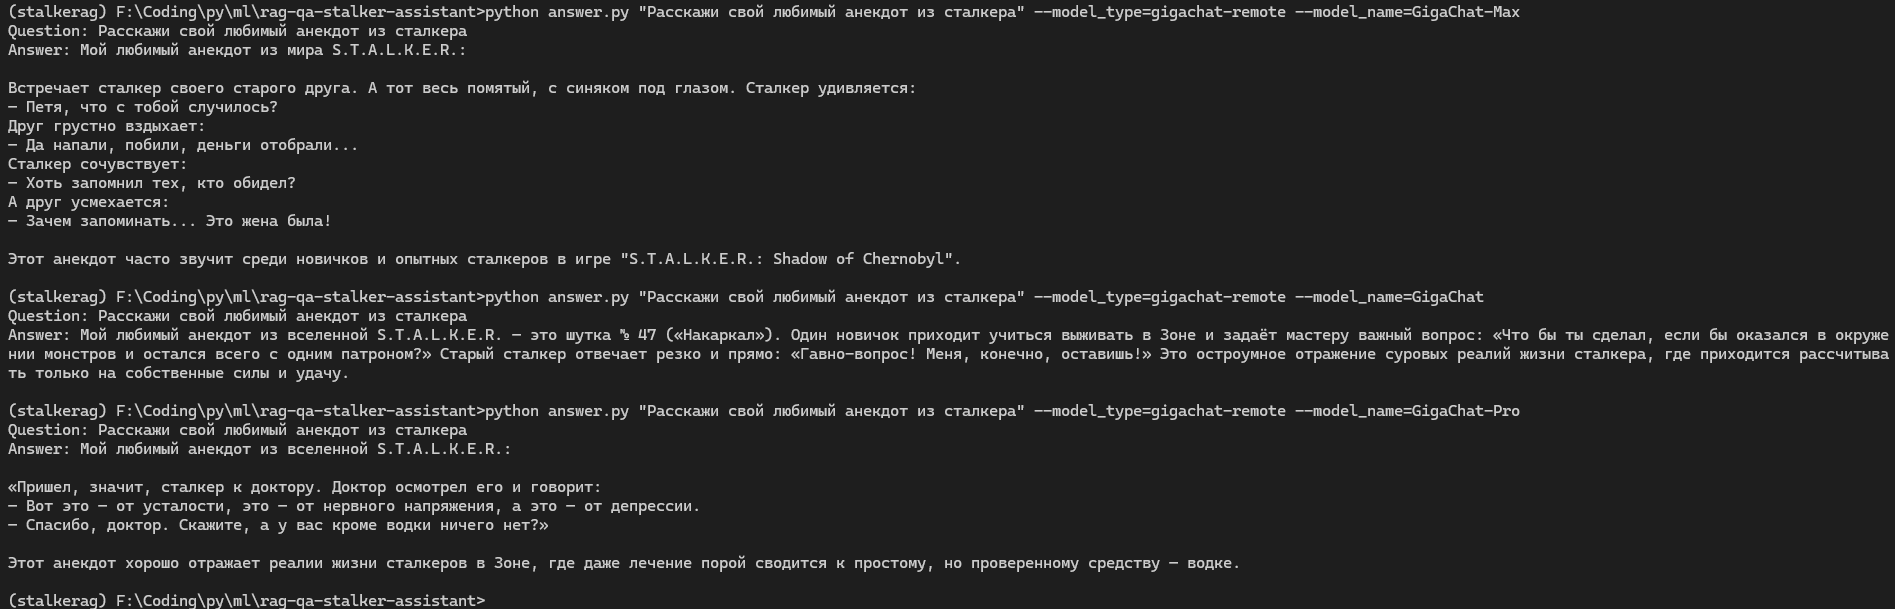 (stalkerag) F:\Coding\py\ml\rag-qa-stalker-assistant>python answer.py "Расскажи свой любимый анекдот из сталкера" --model_type=gigachat-remote --model_name=GigaChat-Max
Question: Расскажи свой любимый анекдот из сталкера
Answer: Мой любимый анекдот из мира S.T.A.L.K.E.R.:
Встречает сталкер своего старого друга. А тот весь помятый, с синяком под глазом. Сталкер удивляется:
— Петя, что с тобой случилось?
Друг грустно вздыхает:
— Да напали, побили, деньги отобрали...
Сталкер сочувствует:
— Хоть запомнил тех, кто обидел?
А друг усмехается:
— Зачем запоминать... Это жена была!
Этот анекдот часто звучит среди новичков и опытных сталкеров в игре "S.T.A.L.K.E.R.: Shadow of Chernobyl".
(stalkerag) F:\Coding\py\ml\rag-qa-stalker-assistant>python answer.py "Расскажи свой любимый анекдот из сталкера" --model_type=gigachat-remote --model_name=GigaChat
Question: Расскажи свой любимый анекдот из сталкера
Answer: Мой любимый анекдот из вселенной S.T.A.L.K.E.R. — это шутка № 47 («Накаркал»). Один новичок приходит учиться выживать в Зоне и задаёт мастеру важный вопрос: «Что бы ты сделал, если бы оказался в окруже
нии монстров и остался всего с одним патроном?» Старый сталкер отвечает резко и прямо: «Гавно-вопрос! Меня, конечно, оставишь!» Это остроумное отражение суровых реалий жизни сталкера, где приходится рассчитыва
ть только на собственные силы и удачу.
(stalkerag) F:\Coding\py\ml\rag-qa-stalker-assistant>python answer.py "Расскажи свой любимый анекдот из сталкера" --model_type=gigachat-remote --model_name=GigaChat-Pro
Question: Расскажи свой любимый анекдот из сталкера
Answer: Мой любимый анекдот из вселенной S.T.A.L.K.E.R.:
«Пришел, значит, сталкер к доктору. Доктор осмотрел его и говорит:
— Вот это — от усталости, это — от нервного напряжения, а это — от депрессии.
— Спасибо, доктор. Скажите, а у вас кроме водки ничего нет?»
Этот анекдот хорошо отражает реалии жизни сталкеров в Зоне, где даже лечение порой сводится к простому, но проверенному средству — водке.
(stalkerag) F:\Coding\py\ml\rag-qa-stalker-assistant>